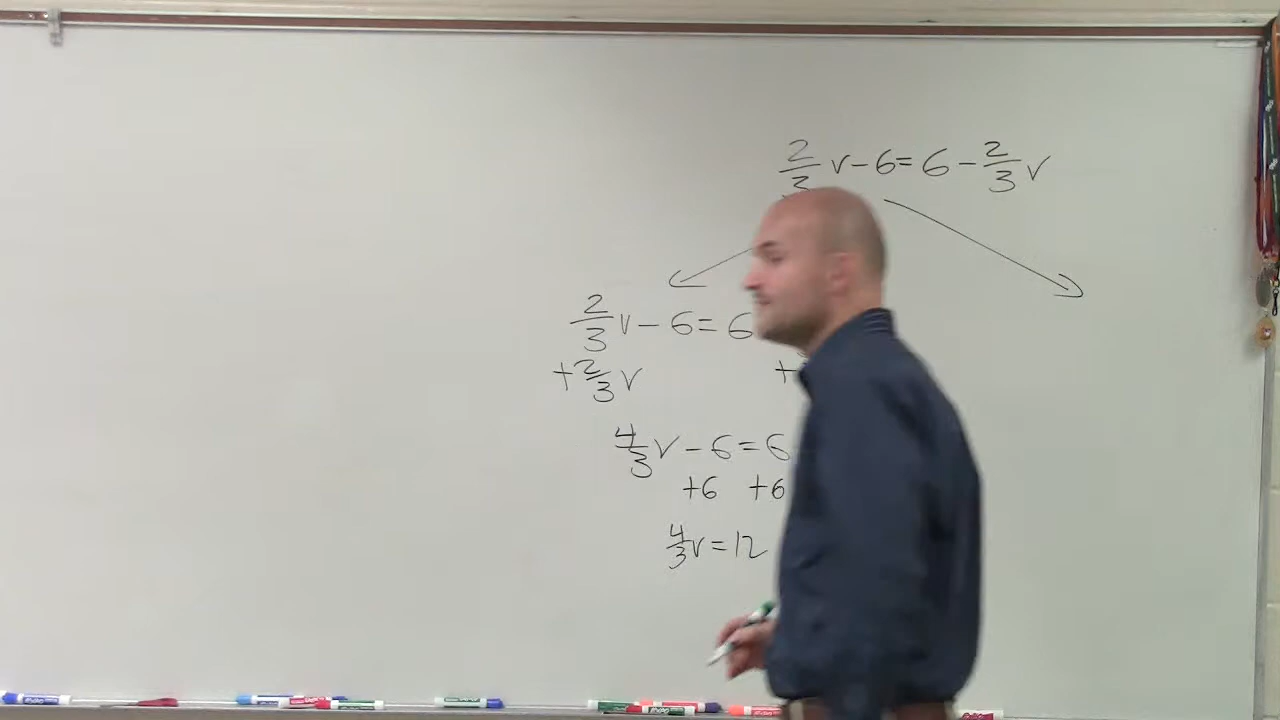 2/3 v - 6 = 6 - 2/3 v
2/3 v - 6 = 6
+ 2/3 v +
4/3 v - 6 = 6
+6 +6
4/3 v = 12